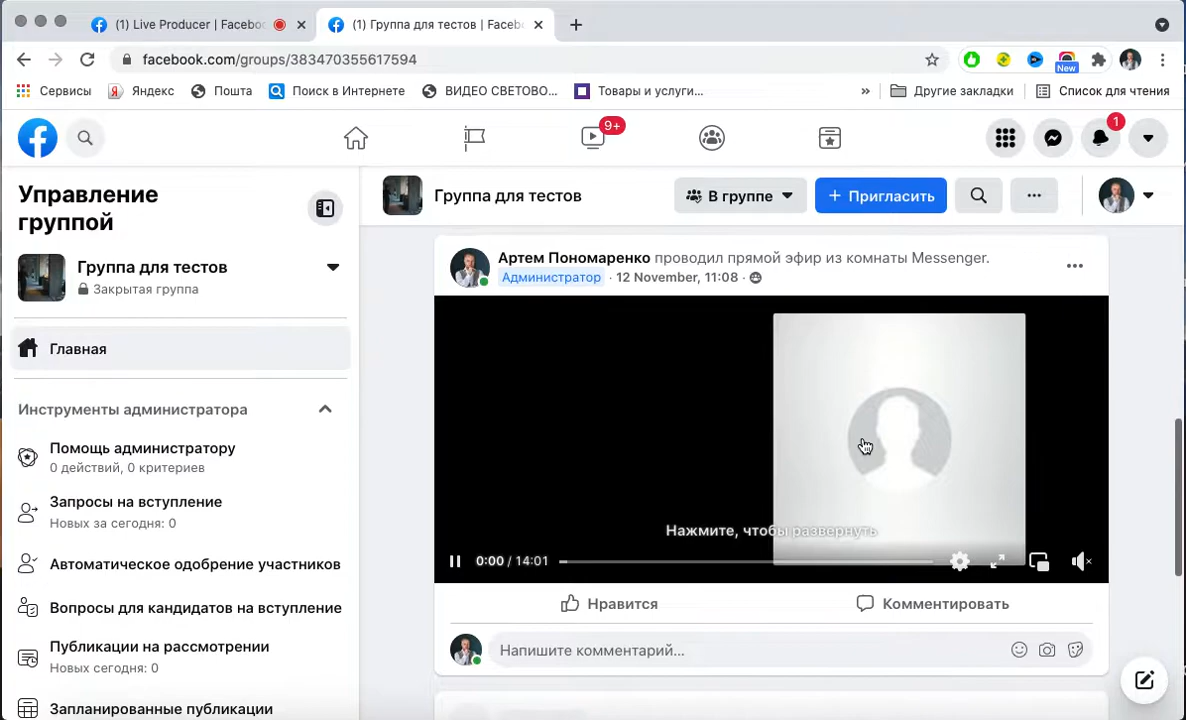 (1) Live Producer | Faceboo
(1) Группа для тестов | Faceb
facebook.com/groups/383470355617594
New
Сервисы
Яндекс
Почта
Поиск в Интернете
ВИДЕО СВЕТОВО...
Товары и услуги...
»
Другие закладки
Список для чтения
9+
1
Управление
группой
Группа для тестов
Закрытая группа
Главная
Инструменты администратора
Помощь администратору
0 действий, 0 критериев
Запросы на вступление
Новых за сегодня: 0
Автоматическое одобрение участников
Вопросы для кандидатов на вступление
Публикации на рассмотрении
Новых сегодня: 0
Запланированные публикации
Группа для тестов
В группе
+ Пригласить
Артем Пономаренко проводил прямой эфир из комнаты Messenger.
Администратор · 12 November, 11:08 ·
Нажмите, чтобы развернуть
0:00 / 14:01
Нравится
Комментировать
Напишите комментарий...